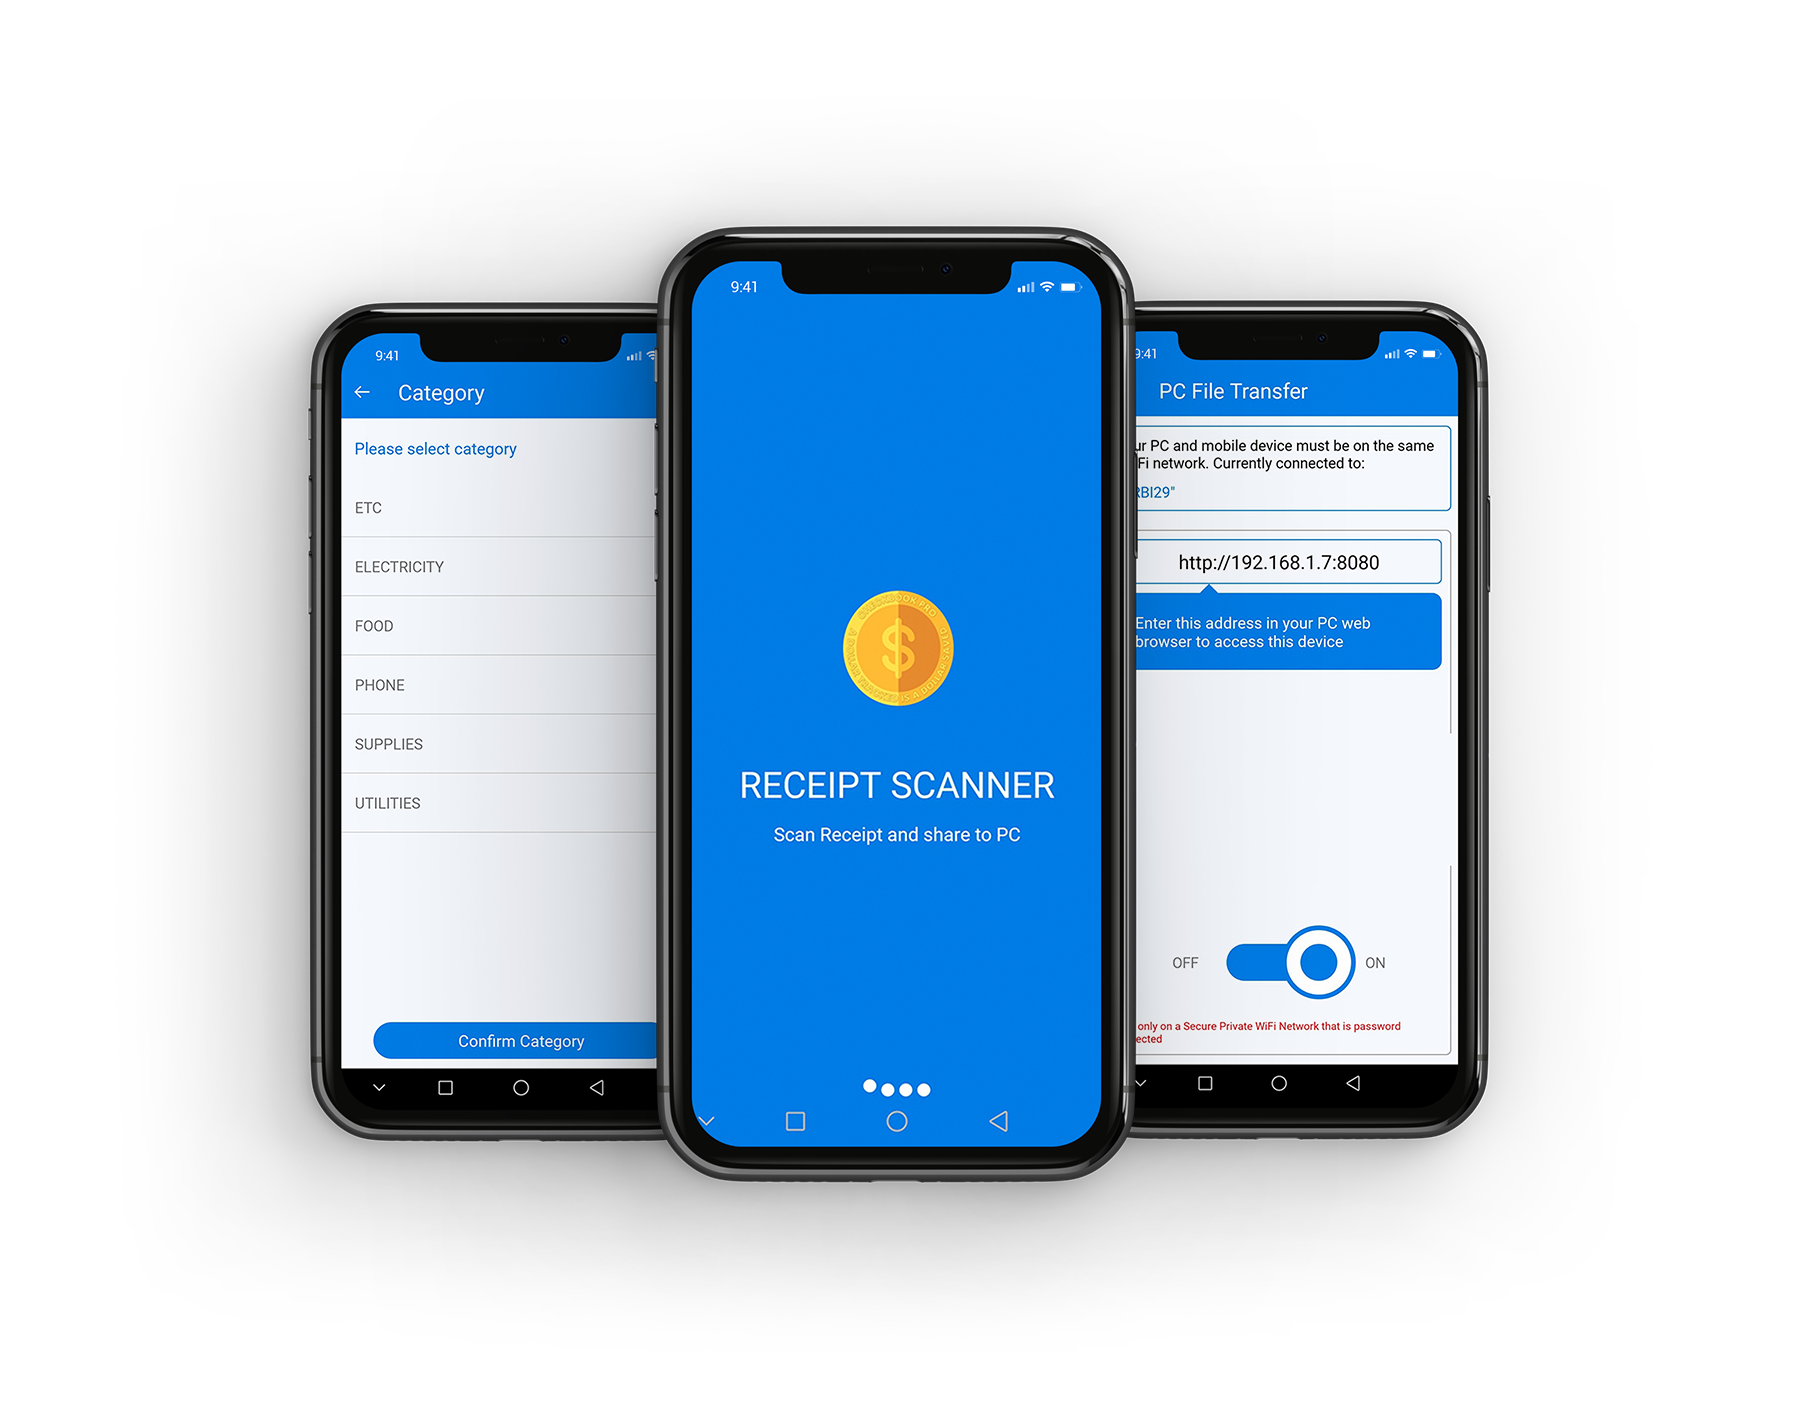 9:41
Category
Please select category
ETC
ELECTRICITY
FOOD
PHONE
SUPPLIES
UTILITIES
Confirm Category
9:41
$
RECEIPT SCANNER
Scan Receipt and share to PC
9:41
PC File Transfer
ur PC and mobile device must be on the same
Fi network. Currently connected to:
RBI29"
http://192.168.1.7:8080
Enter this address in your PC web
browser to access this device
OFF
ON
only on a Secure Private WiFi Network that is password
ected